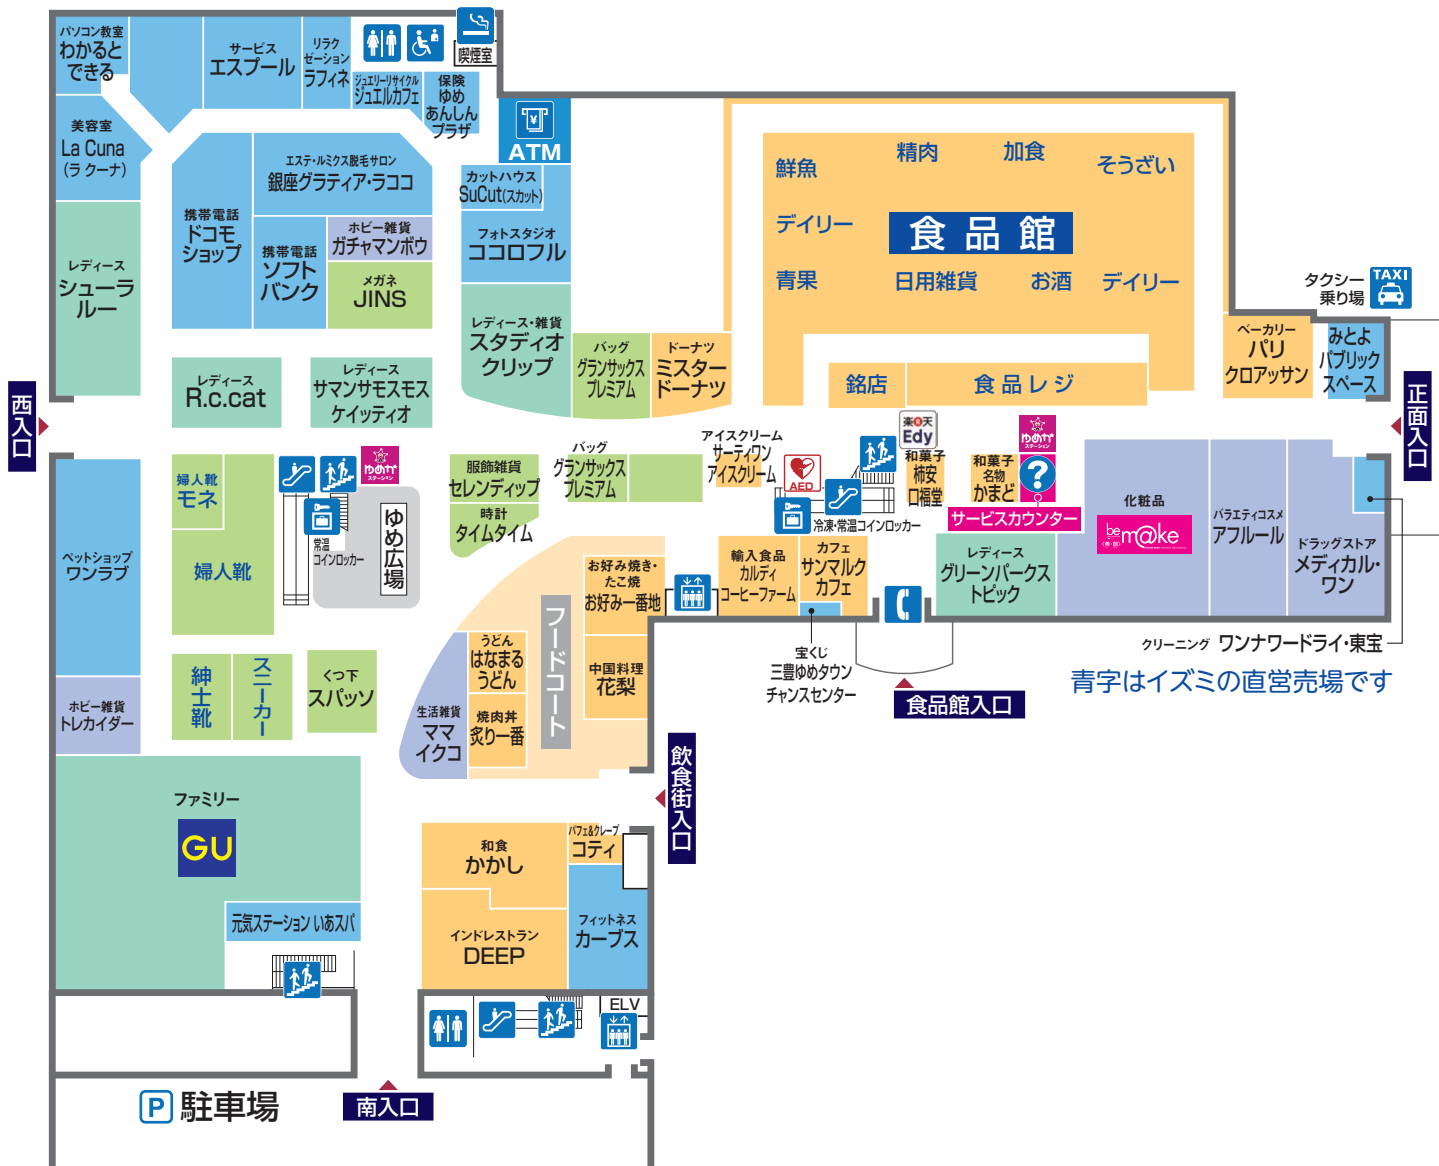 パソコン教室
わかると
できる
サービス
エスプール
リラク
ゼーション
ラフィネ
喫煙室
ジュエリーリサイクル
ジュエルカフェ
保険
ゆめ
あんしん
プラザ
美容室
La Cuna
(ラ クーナ)
¥
ATM
エステ・ルミクス脱毛サロン
銀座グラティア・ラココ
カットハウス
SuCut(スカット)
携帯電話
ドコモ
ショップ
ホビー雑貨
ガチャマンボウ
携帯電話
ソフト
バンク
メガネ
JINS
フォトスタジオ
ココロフル
レディース
シューラ
ルー
レディース・雑貨
スタディオ
クリップ
バッグ
グランサックス
プレミアム
ドーナツ
ミスター
ドーナツ
鮮魚
精肉
加食
そうざい
デイリー
食品館
青果
日用雑貨
お酒
デイリー
銘店
食品レジ
タクシー
乗り場
TAXI
ベーカリー
パリ
クロアッサン
みとよ
パブリック
スペース
正面入口
西入口
レディース
R.c.cat
レディース
サマンサモスモス
ケイッティオ
婦人靴
モネ
婦人靴
ゆめか
ステーション
ゆめ広場
常温
コインロッカー
服飾雑貨
セレンディップ
時計
タイムタイム
バッグ
グランサックス
プレミアム
アイスクリーム
サーティワン
アイスクリーム
AED
冷凍・常温コインロッカー
楽天
Edy
和菓子
柿安
口福堂
和菓子
名物
かまど
ゆめか
ステーション
?
サービスカウンター
化粧品
be
m@ke
バラエティコスメ
アフルール
ドラッグストア
メディカル・
ワン
レディース
グリーンパークス
トピック
クリーニング ワンナワードライ・東宝
青字はイズミの直営売場です
輸入食品
カルディ
コーヒーファーム
カフェ
サンマルク
カフェ
宝くじ
三豊ゆめタウン
チャンスセンター
食品館入口
ペットショップ
ワンラブ
ホビー雑貨
トレカイダー
紳士靴
スニーカー
くつ下
スパッソ
お好み焼き・
たこ焼
お好み一番地
フードコート
うどん
はなまる
うどん
中国料理
花梨
焼肉丼
炙り一番
生活雑貨
ママ
イクコ
飲食街入口
ファミリー
GU
元気ステーション いあスパ
和食
かかし
パフェ&クレープ
コティ
インドレストラン
DEEP
フィットネス
カーブス
ELV
P 駐車場
南入口